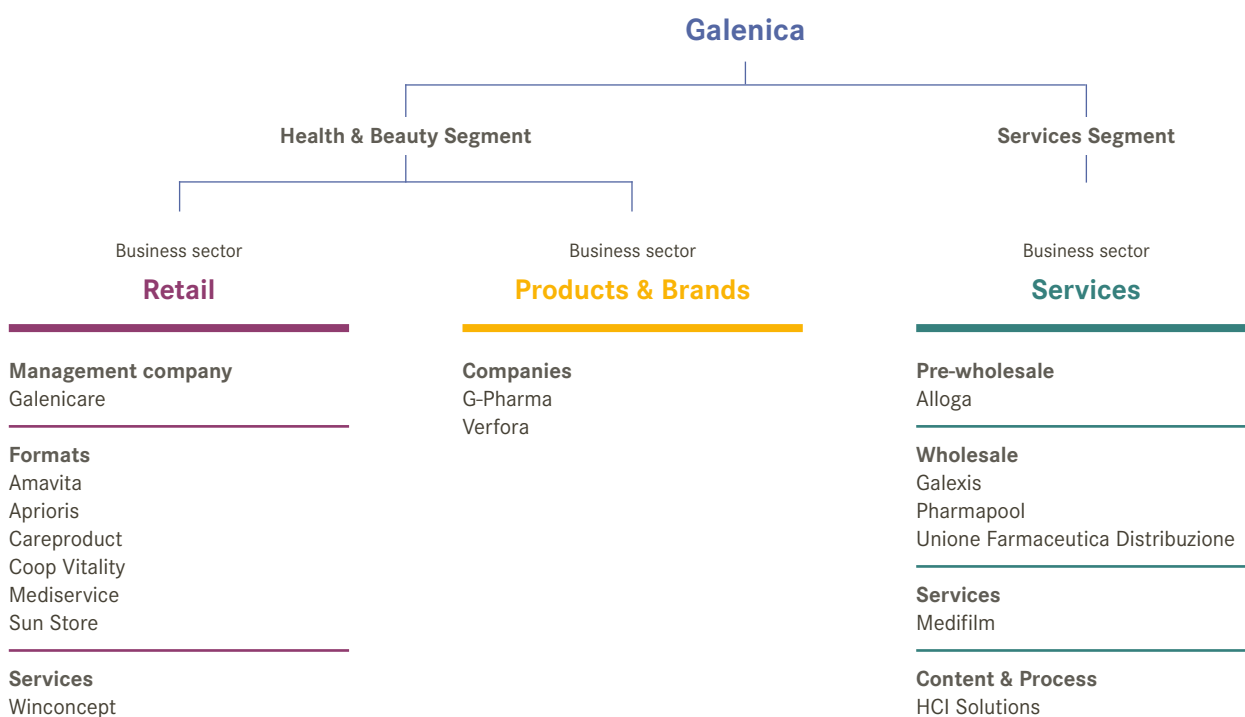 Galenica
Health & Beauty Segment
Services Segment
Business sector
Retail
Management company
Galenicare
Formats
Amavita
Aprioris
Careproduct
Coop Vitality
Mediservice
Sun Store
Services
Winconcept
Business sector
Products & Brands
Companies
G-Pharma
Verfora
Business sector
Services
Pre-wholesale
Alloga
Wholesale
Galexis
Pharmapool
Unione Farmaceutica Distribuzione
Services
Medifilm
Content & Process
HCI Solutions